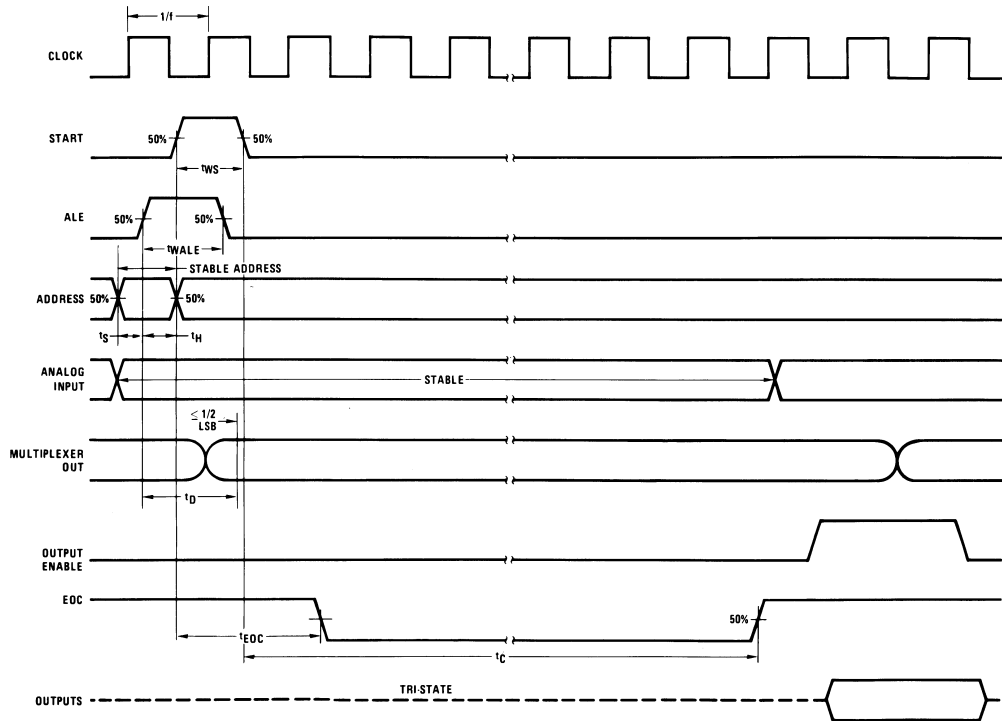 1/f
CLOCK
START
50%
50%
tWS
ALE
50%
50%
tWALE
STABLE ADDRESS
ADDRESS
50%
50%
tS
tH
ANALOG
INPUT
STABLE
≤ 1/2
LSB
MULTIPLEXER
OUT
tD
OUTPUT
ENABLE
EOC
50%
tEOC
tC
TRI-STATE
OUTPUTS